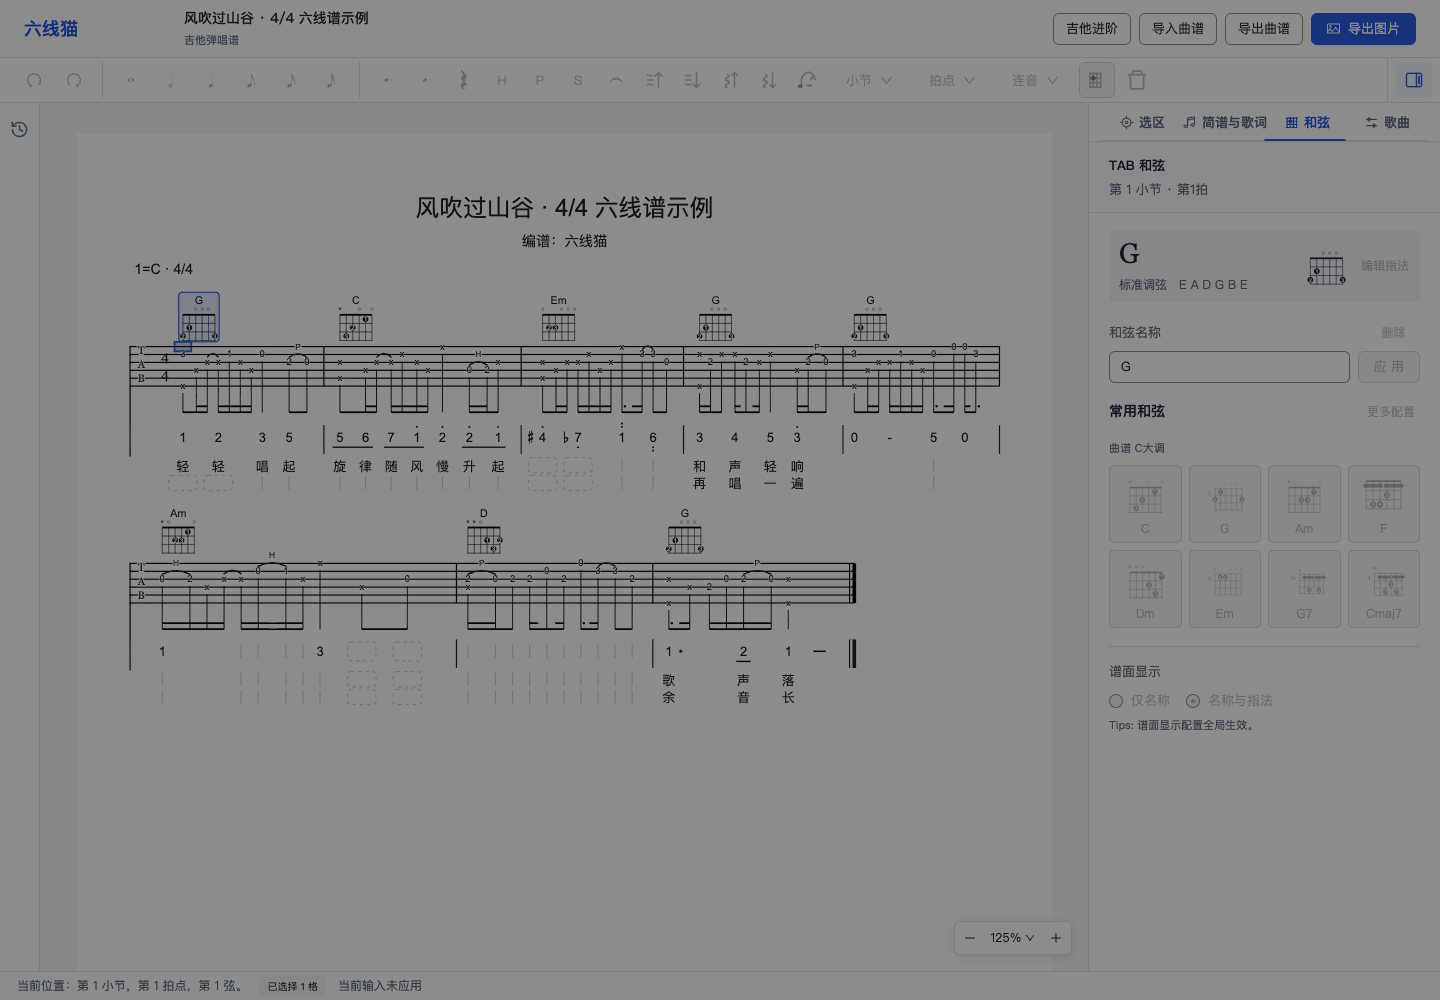 六线猫
风吹过山谷 · 4/4 六线谱示例
吉他弹唱谱
吉他进阶
导入曲谱
导出曲谱
导出图片
H P S
小节
拍点
连音
选区
简谱与歌词
和弦
歌曲
TAB 和弦
第 1 小节 · 第1拍
G
标准调弦 E A D G B E
编辑指法
和弦名称
删除
G
应 用
常用和弦
更多配置
曲谱 C大调
C G Am F
Dm Em G7 Cmaj7
谱面显示
仅名称
名称与指法
Tips: 谱面显示配置全局生效。
风吹过山谷 · 4/4 六线谱示例
编谱：六线猫
1=C · 4/4
G C Em G G
P H P
T
A
B
4
4
1 2 3 5 5 6 7 1 2 2 1 ♯4 ♭7 1 6 3 4 5 3 0 - 5 0
轻 轻 唱 起 旋 律 随 风 慢 升 起 和 声 轻 响
再 唱 一 遍
Am D G
H H P P
T
A
B
1 3 1 · 2 1 —
歌 声 落
余 音 长
125%
当前位置：第 1 小节，第 1 拍点，第 1 弦。
已选择 1 格
当前输入未应用